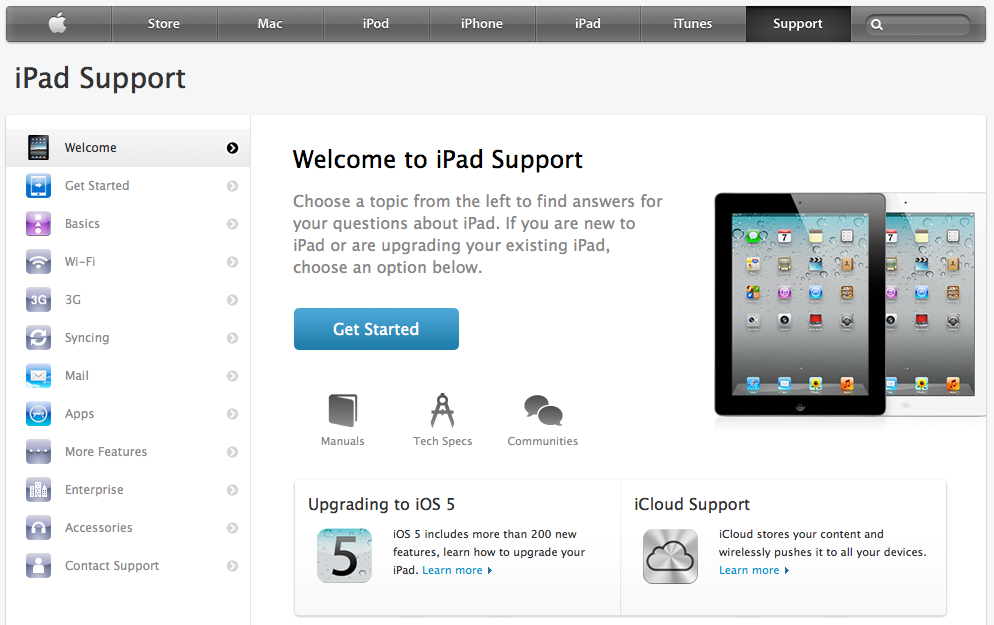 Store Mac iPod iPhone iPad iTunes Support
iPad Support
Welcome
Get Started
Basics
Wi-Fi
3G 3G
Syncing
Mail
Apps
More Features
Enterprise
Accessories
Contact Support
Welcome to iPad Support
Choose a topic from the left to find answers for
your questions about iPad. If you are new to
iPad or are upgrading your existing iPad,
choose an option below.
Get Started
7 7
Manuals Tech Specs Communities
Upgrading to iOS 5
5
iOS 5 includes more than 200 new
features, learn how to upgrade your
iPad. Learn more
iCloud Support
iCloud stores your content and
wirelessly pushes it to all your devices.
Learn more